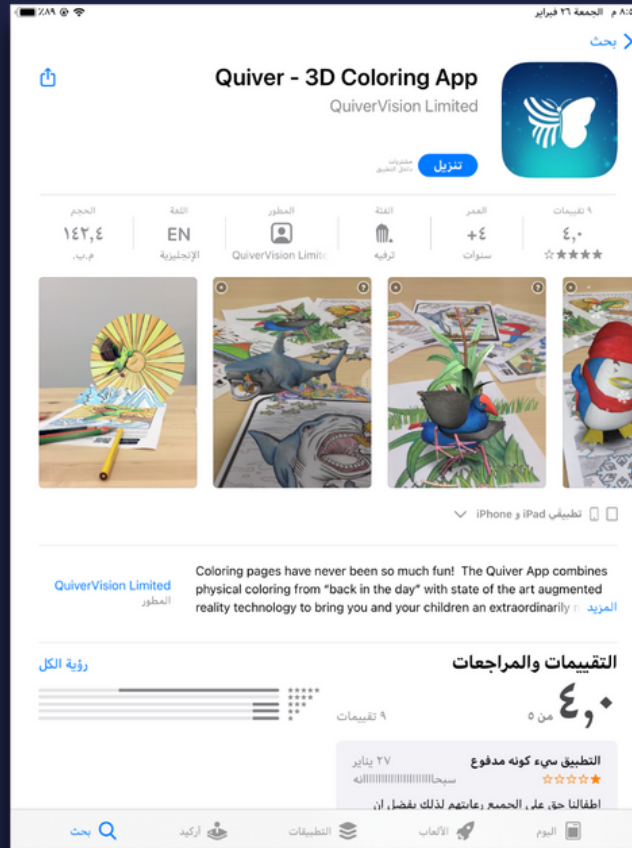 ٨:٥ م الجمعة ٢٦ فبراير
٪٨٩
بحث
Quiver - 3D Coloring App
QuiverVision Limited
تنزيل
مشتريات
داخل التطبيق
٩ تقييمات
٤,٠
العمر
٤+
سنوات
الفئة
ترفيه
المطور
QuiverVision Limite
اللغة
EN
الإنجليزية
الحجم
١٤٢,٤
م.ب.
تطبيقي iPad و iPhone
Coloring pages have never been so much fun! The Quiver App combines
physical coloring from “back in the day” with state of the art augmented
reality technology to bring you and your children an extraordinarily
المزيد
QuiverVision Limited
المطور
التقييمات والمراجعات
رؤية الكل
٤,٠
من ٥
٩ تقييمات
التطبيق سيء كونه مدفوع
٢٧ يناير
سبحااااااااااااااااااانه
اطفالنا حق على الجميع رعايتهم لذلك يفضل ان
اليوم
الألعاب
التطبيقات
آركيد
بحث